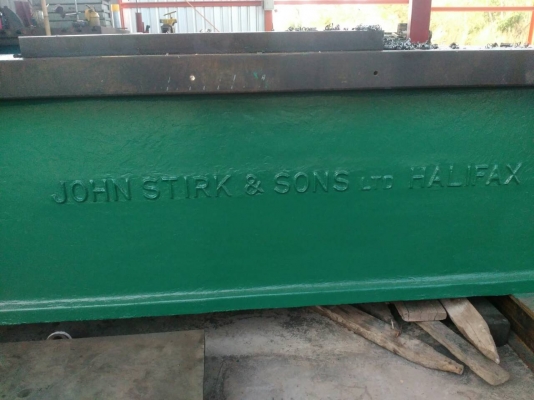 JOHN STIRK & SONS LTD HALIFAX